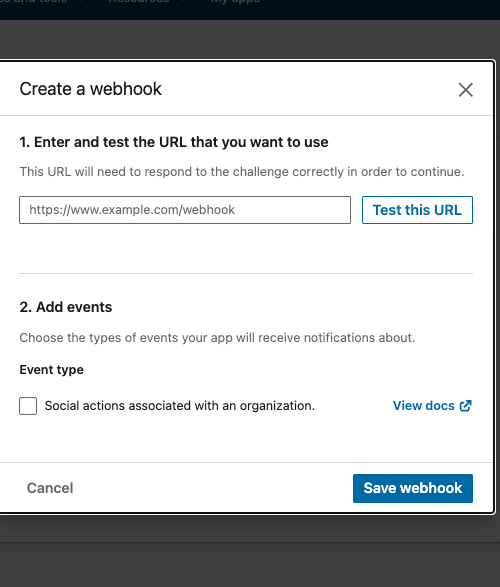 and tools Resources My apps
Create a webhook
1. Enter and test the URL that you want to use
This URL will need to respond to the challenge correctly in order to continue.
https://www.example.com/webhook
Test this URL
2. Add events
Choose the types of events your app will receive notifications about.
Event type
Social actions associated with an organization.
View docs
Cancel
Save webhook